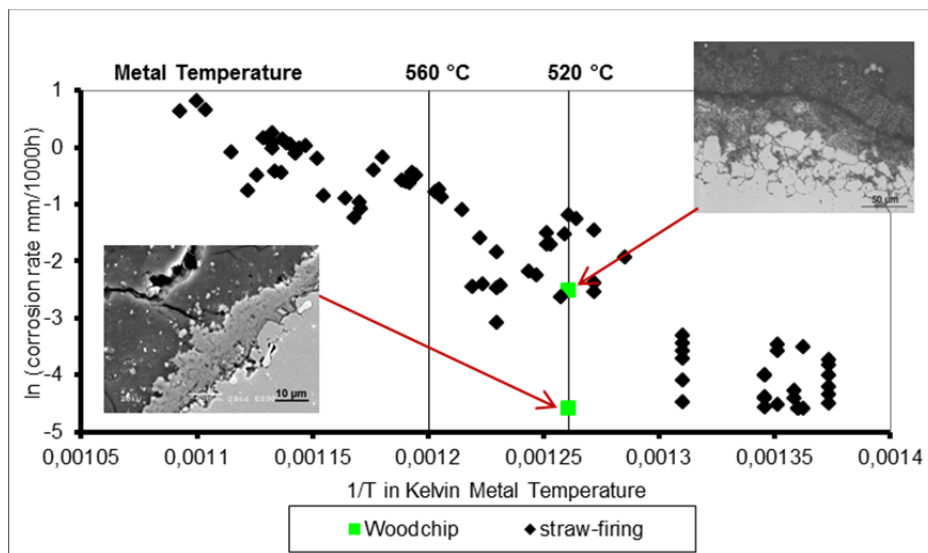 Metal Temperature 560 °C 520 °C
50 µm
1
0
-1
-2
-3
-4
-5
ln (corrosion rate mm/1000h)
10 µm
0,00105 0,0011 0,00115 0,0012 0,00125 0,0013 0,00135 0,0014
1/T in Kelvin Metal Temperature
Woodchip straw-firing